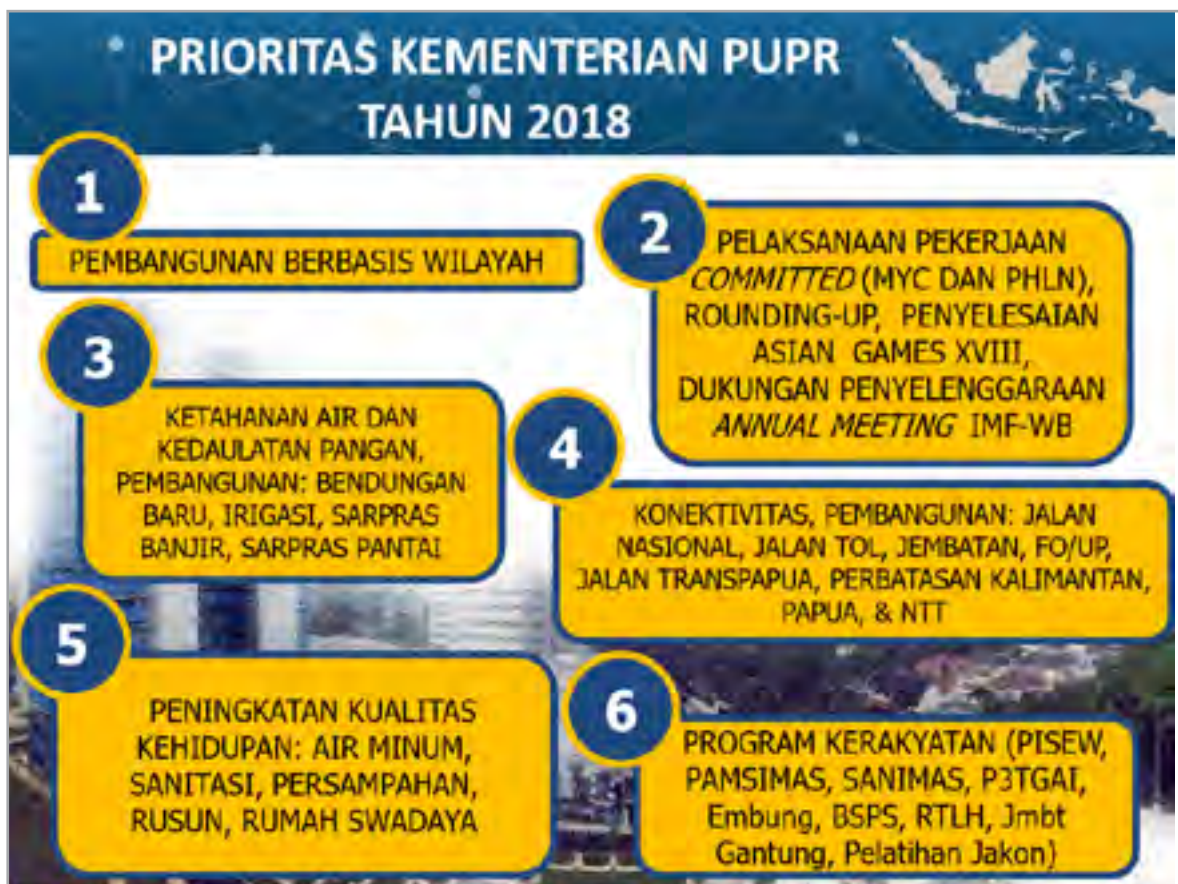 PRIORITAS KEMENTERIAN PUPR
TAHUN 2018
1
PEMBANGUNAN BERBASIS WILAYAH
2
PELAKSANAAN PEKERJAAN
COMMITTED (MYC DAN PHLN),
ROUNDING-UP, PENYELESAIAN
ASIAN GAMES XVIII,
DUKUNGAN PENYELENGGARAAN
ANNUAL MEETING IMF-WB
3
KETAHANAN AIR DAN
KEDAULATAN PANGAN,
PEMBANGUNAN: BENDUNGAN
BARU, IRIGASI, SARPRAS
BANJIR, SARPRAS PANTAI
4
KONEKTIVITAS, PEMBANGUNAN: JALAN
NASIONAL, JALAN TOL, JEMBATAN, FO/UP,
JALAN TRANSPAPUA, PERBATASAN KALIMANTAN,
PAPUA, & NTT
5
PENINGKATAN KUALITAS
KEHIDUPAN: AIR MINUM,
SANITASI, PERSAMPAHAN,
RUSUN, RUMAH SWADAYA
6
PROGRAM KERAKYATAN (PISEW,
PAMSIMAS, SANIMAS, P3TGAI,
Embung, BSPS, RTLH, Jmbt
Gantung, Pelatihan Jakon)